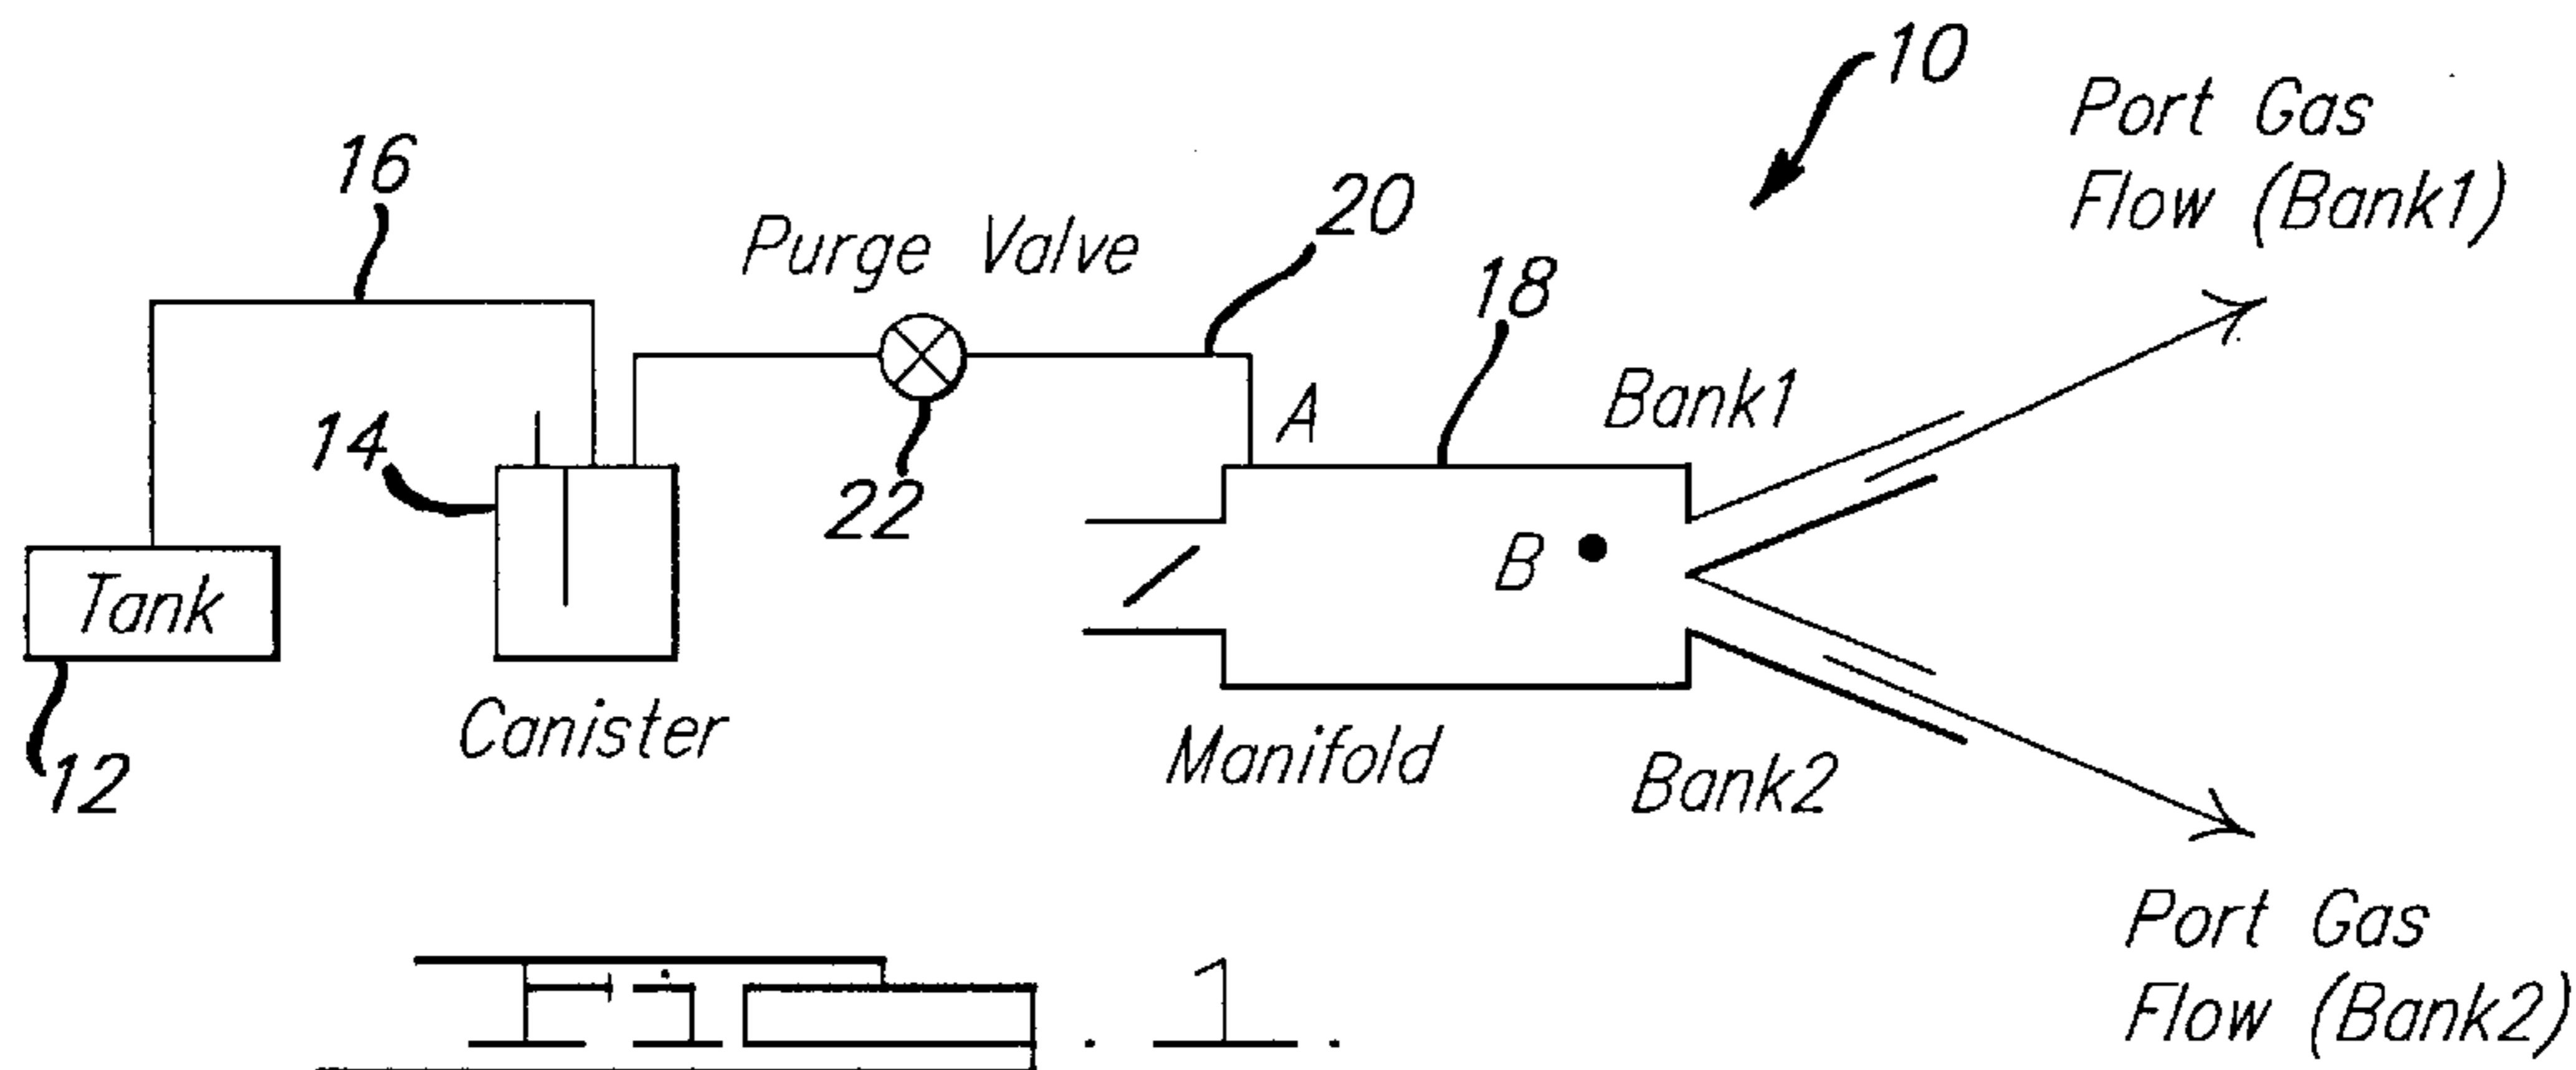 10
Port Gas
Flow (Bank1)
16
20
Purge Valve
18
A
Bank1
14
22
B
Tank
12
Canister
Manifold
Bank2
Port Gas
Flow (Bank2)
Fig. 1.